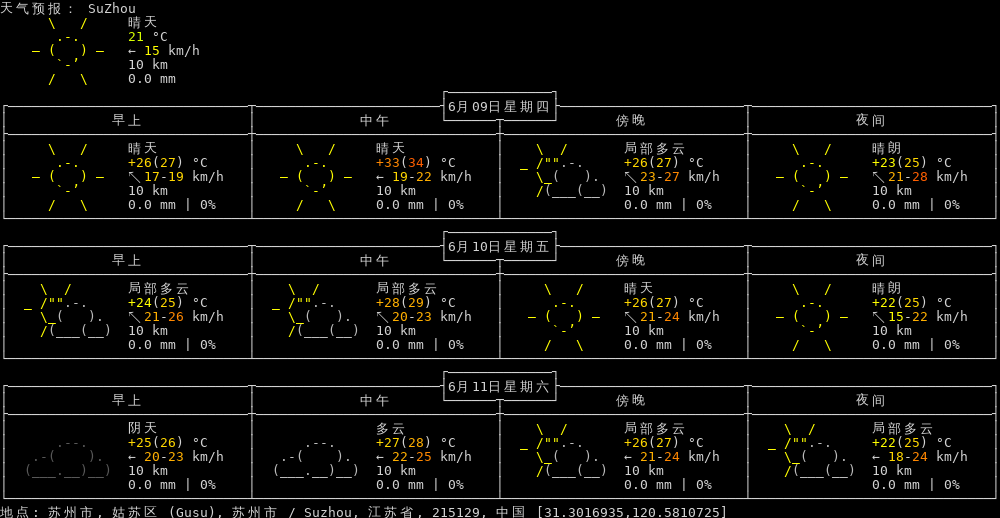 天气预报： SuZhou
晴天
21 °C
← 15 km/h
10 km
0.0 mm
6月09日星期四
早上 中午 傍晚 夜间
晴天 晴天 局部多云 晴朗
+26(27) °C +33(34) °C +26(27) °C +23(25) °C
↖ 17-19 km/h ← 19-22 km/h ↖ 23-27 km/h ↖ 21-28 km/h
10 km 10 km 10 km 10 km
0.0 mm | 0% 0.0 mm | 0% 0.0 mm | 0% 0.0 mm | 0%
6月10日星期五
早上 中午 傍晚 夜间
局部多云 局部多云 晴天 晴朗
+24(25) °C +28(29) °C +26(27) °C +22(25) °C
↖ 21-26 km/h ↖ 20-23 km/h ↖ 21-24 km/h ↖ 15-22 km/h
10 km 10 km 10 km 10 km
0.0 mm | 0% 0.0 mm | 0% 0.0 mm | 0% 0.0 mm | 0%
6月11日星期六
早上 中午 傍晚 夜间
阴天 多云 局部多云 局部多云
+25(26) °C +27(28) °C +26(27) °C +22(25) °C
← 20-23 km/h ← 22-25 km/h ← 21-24 km/h ← 18-24 km/h
10 km 10 km 10 km 10 km
0.0 mm | 0% 0.0 mm | 0% 0.0 mm | 0% 0.0 mm | 0%
地点: 苏州市, 姑苏区 (Gusu), 苏州市 / Suzhou, 江苏省, 215129, 中国 [31.3016935,120.5810725]